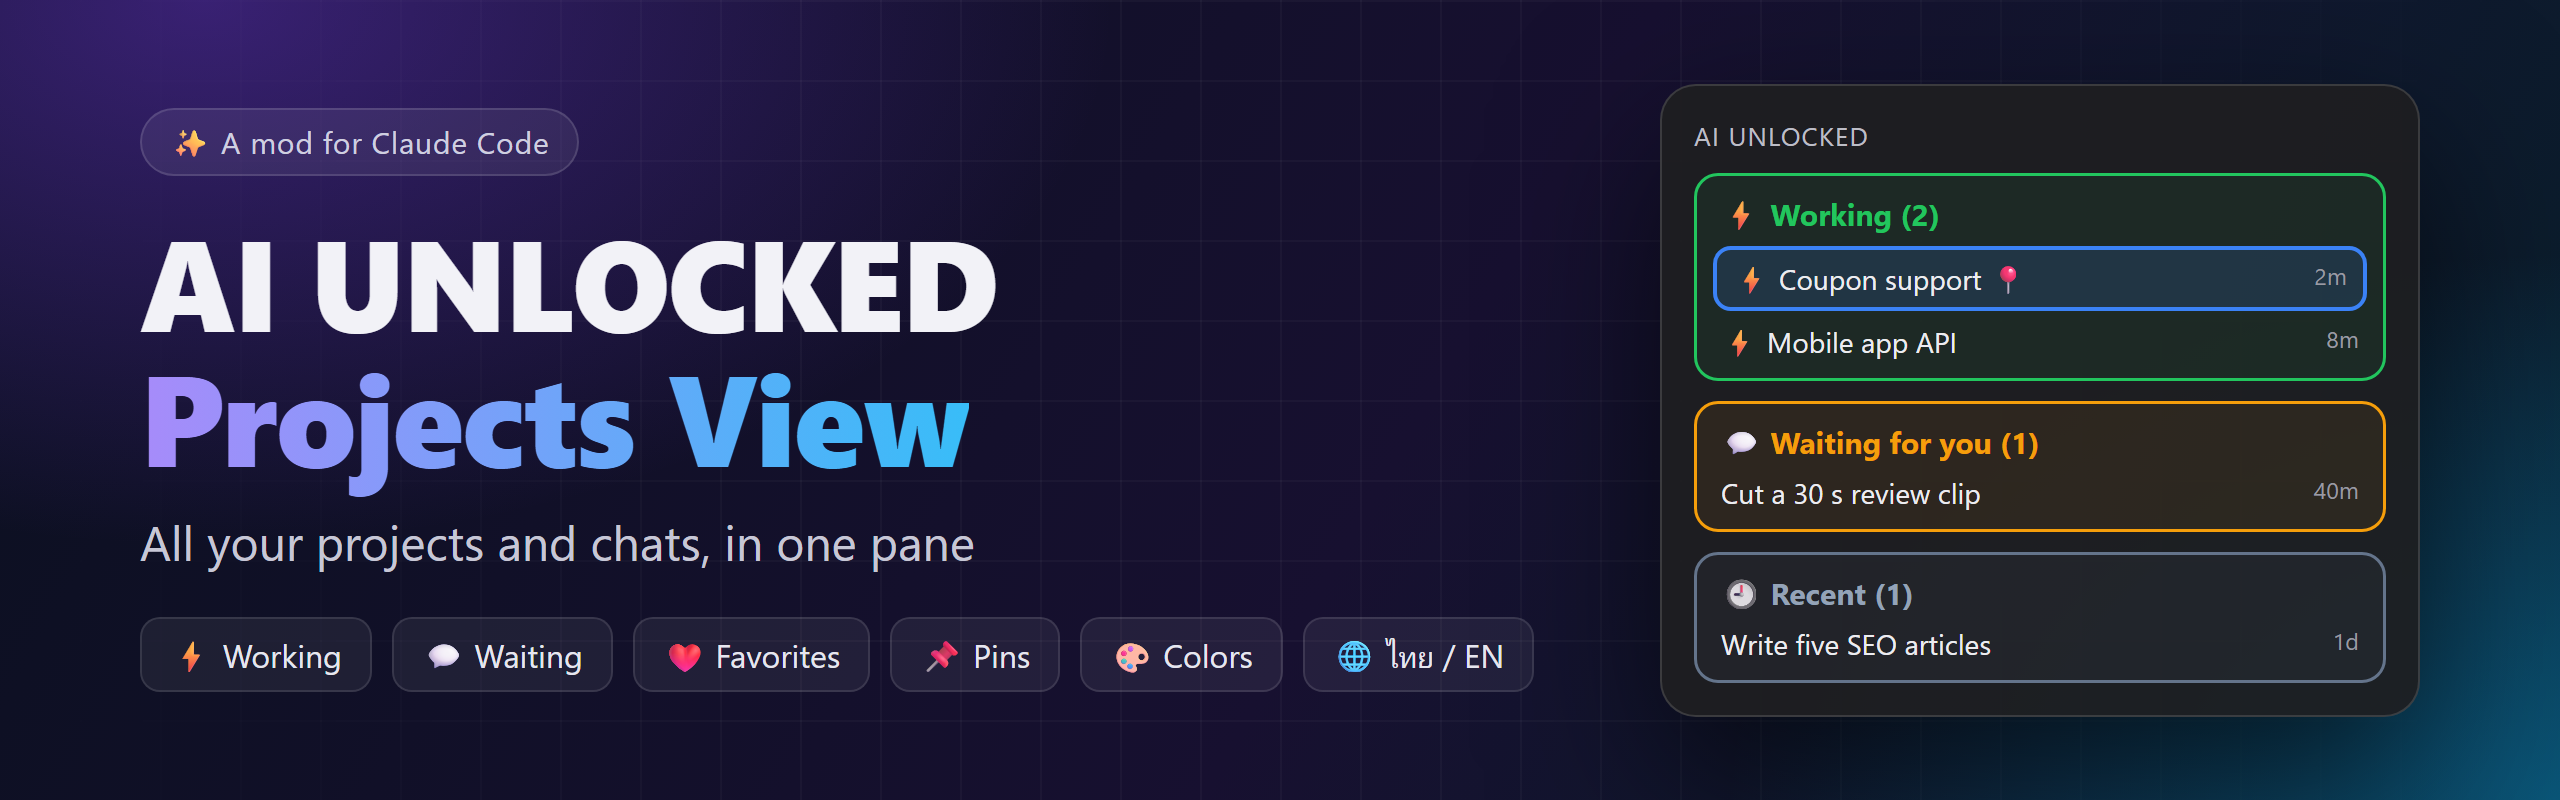 A mod for Claude Code
AI UNLOCKED
Projects View
All your projects and chats, in one pane
Working
Waiting
Favorites
Pins
Colors
ไทย / EN
AI UNLOCKED
Working (2)
Coupon support 2m
Mobile app API 8m
Waiting for you (1)
Cut a 30 s review clip 40m
Recent (1)
Write five SEO articles 1d